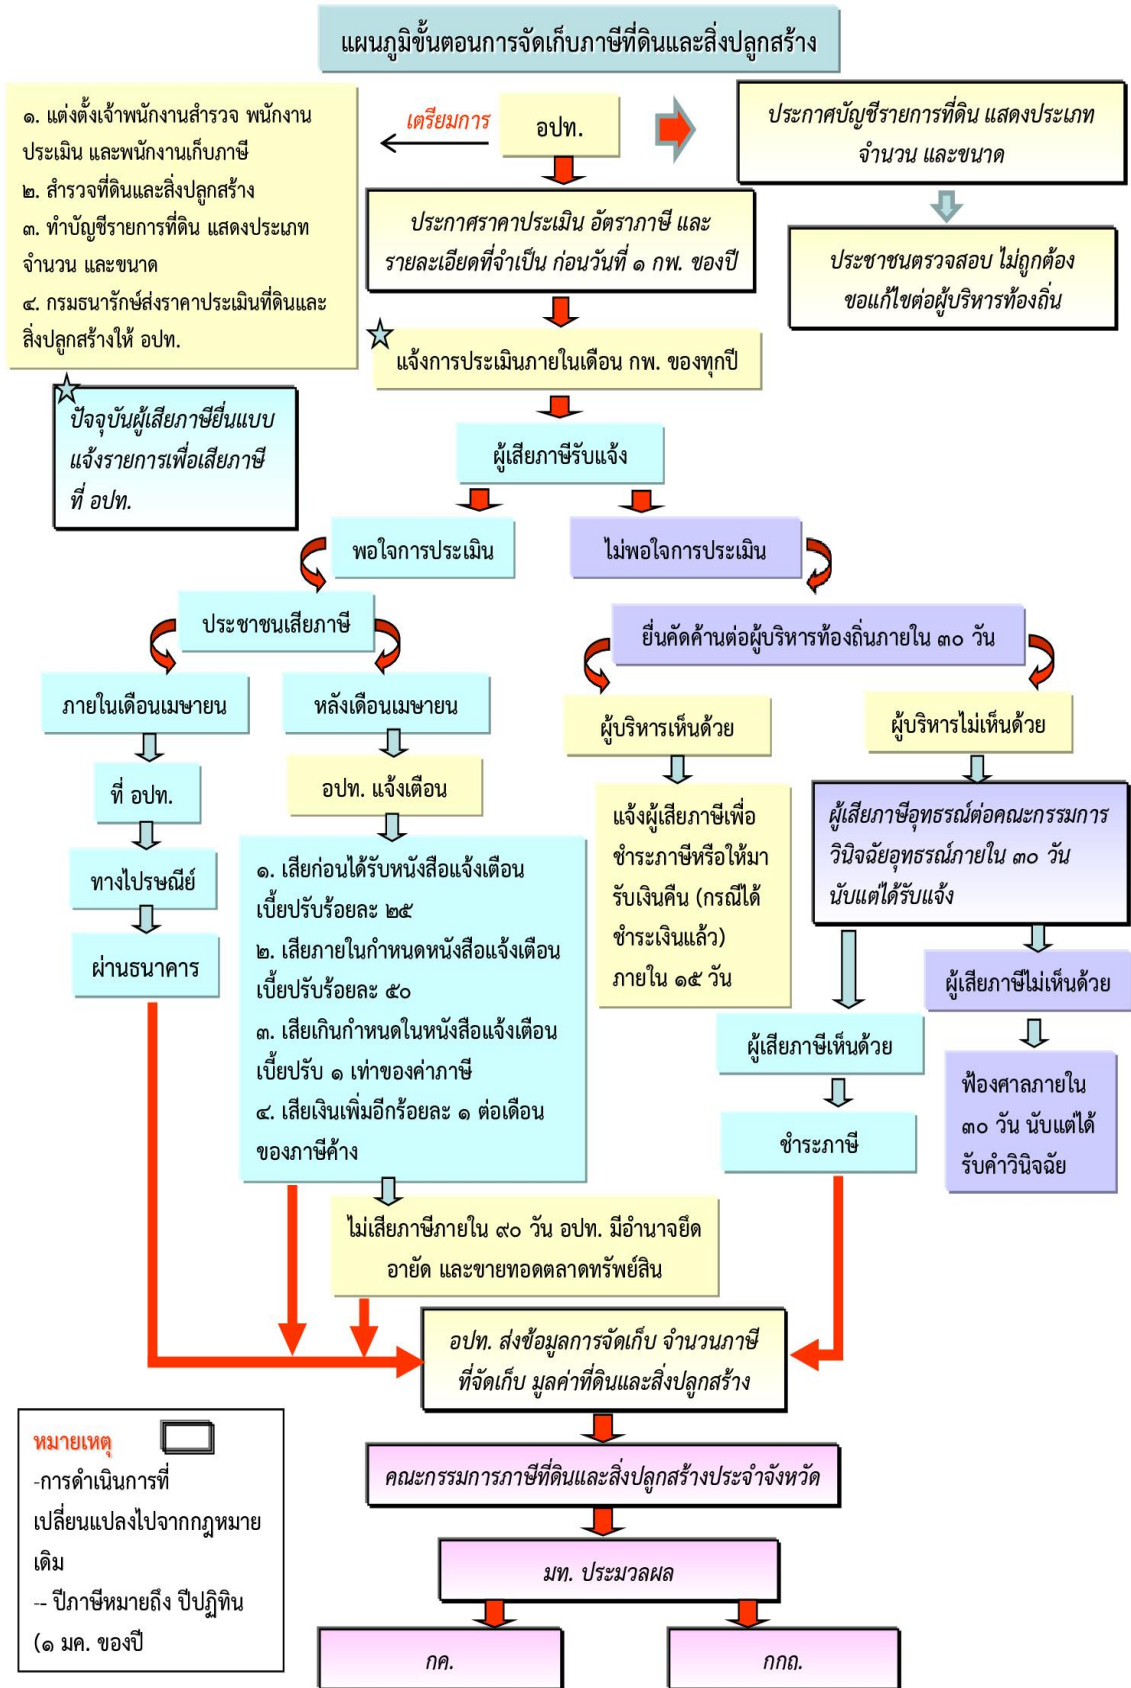 แผนภูมิขั้นตอนการจัดเก็บภาษีที่ดินและสิ่งปลูกสร้าง
๑. แต่งตั้งเจ้าพนักงานสำรวจ พนักงาน
ประเมิน และพนักงานเก็บภาษี
๒. สำรวจที่ดินและสิ่งปลูกสร้าง
๓. ทำบัญชีรายการที่ดิน แสดงประเภท
จำนวน และขนาด
๔. กรมธนารักษ์ส่งราคาประเมินที่ดินและ
สิ่งปลูกสร้างให้ อปท.
เตรียมการ
อปท.
ประกาศบัญชีรายการที่ดิน แสดงประเภท
จำนวน และขนาด
ประชาชนตรวจสอบ ไม่ถูกต้อง
ขอแก้ไขต่อผู้บริหารท้องถิ่น
ประกาศราคาประเมิน อัตราภาษี และ
รายละเอียดที่จำเป็น ก่อนวันที่ ๑ กพ. ของปี
แจ้งการประเมินภายในเดือน กพ. ของทุกปี
ปัจจุบันผู้เสียภาษียื่นแบบ
แจ้งรายการเพื่อเสียภาษี
ที่ อปท.
ผู้เสียภาษีรับแจ้ง
พอใจการประเมิน
ไม่พอใจการประเมิน
ประชาชนเสียภาษี
ยื่นคัดค้านต่อผู้บริหารท้องถิ่นภายใน ๓๐ วัน
ภายในเดือนเมษายน
หลังเดือนเมษายน
ผู้บริหารเห็นด้วย
ผู้บริหารไม่เห็นด้วย
ที่ อปท.
ทางไปรษณีย์
ผ่านธนาคาร
อปท. แจ้งเตือน
๑. เสียก่อนได้รับหนังสือแจ้งเตือน
เบี้ยปรับร้อยละ ๒๕
๒. เสียภายในกำหนดหนังสือแจ้งเตือน
เบี้ยปรับร้อยละ ๕๐
๓. เสียเกินกำหนดในหนังสือแจ้งเตือน
เบี้ยปรับ ๑ เท่าของค่าภาษี
๔. เสียเงินเพิ่มอีกร้อยละ ๑ ต่อเดือน
ของภาษีค้าง
แจ้งผู้เสียภาษีเพื่อ
ชำระภาษีหรือให้มา
รับเงินคืน (กรณีได้
ชำระเงินแล้ว)
ภายใน ๑๕ วัน
ผู้เสียภาษีอุทธรณ์ต่อคณะกรรมการ
วินิจฉัยอุทธรณ์ภายใน ๓๐ วัน
นับแต่ได้รับแจ้ง
ผู้เสียภาษีไม่เห็นด้วย
ผู้เสียภาษีเห็นด้วย
ฟ้องศาลภายใน
๓๐ วัน นับแต่ได้
รับคำวินิจฉัย
ชำระภาษี
ไม่เสียภาษีภายใน ๙๐ วัน อปท. มีอำนาจยึด
อายัด และขายทอดตลาดทรัพย์สิน
อปท. ส่งข้อมูลการจัดเก็บ จำนวนภาษี
ที่จัดเก็บ มูลค่าที่ดินและสิ่งปลูกสร้าง
คณะกรรมการภาษีที่ดินและสิ่งปลูกสร้างประจำจังหวัด
มท. ประมวลผล
กค.
กกถ.
หมายเหตุ
-การดำเนินการที่
เปลี่ยนแปลงไปจากกฎหมาย
เดิม
-- ปีภาษีหมายถึง ปีปฏิทิน
(๑ มค. ของปี